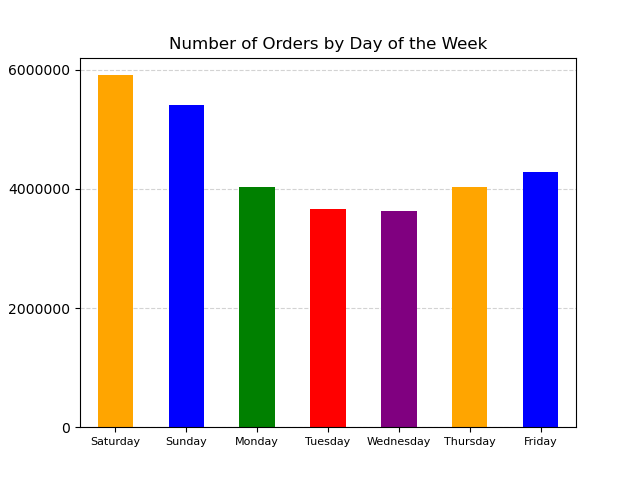 Number of Orders by Day of the Week
6000000
4000000
2000000
0
Saturday Sunday Monday Tuesday Wednesday Thursday Friday